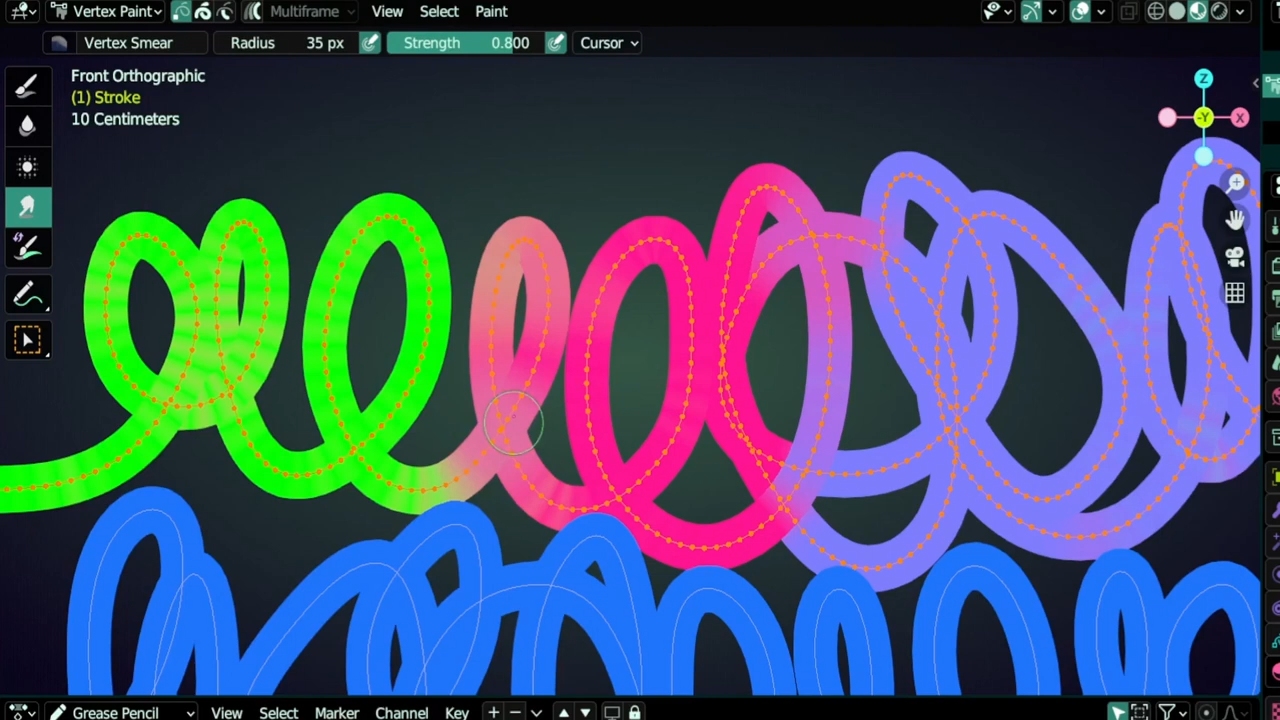 Vertex Paint Multiframe View Select Paint
Vertex Smear Radius 35 px Strength 0.800 Cursor
Front Orthographic
(1) Stroke
10 Centimeters
Z
-Y X
Grease Pencil View Select Marker Channel Key